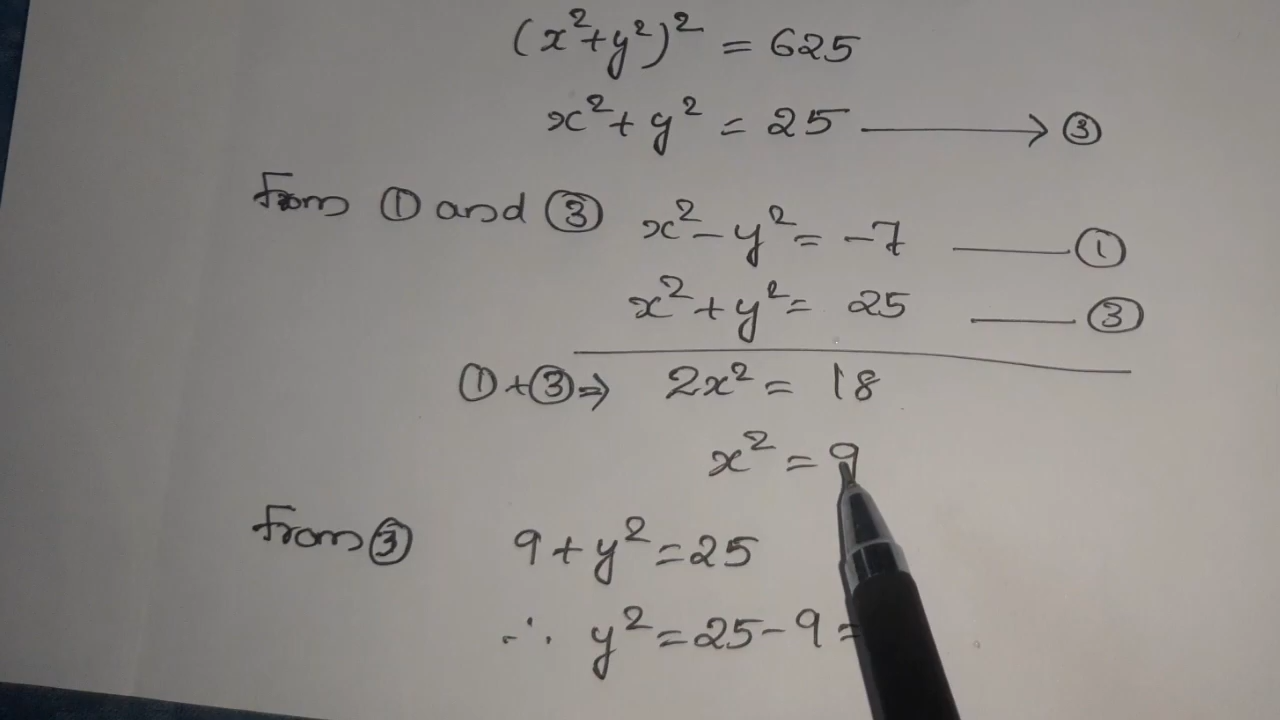 (x²+y²)² = 625
x²+y² = 25 ⟶ ③
From ① and ③ x²-y² = -7 — ①
x²+y² = 25 — ③
①+③ ⇒ 2x² = 18
x² = 9
From ③ 9+y² = 25
∴ y² = 25-9 =